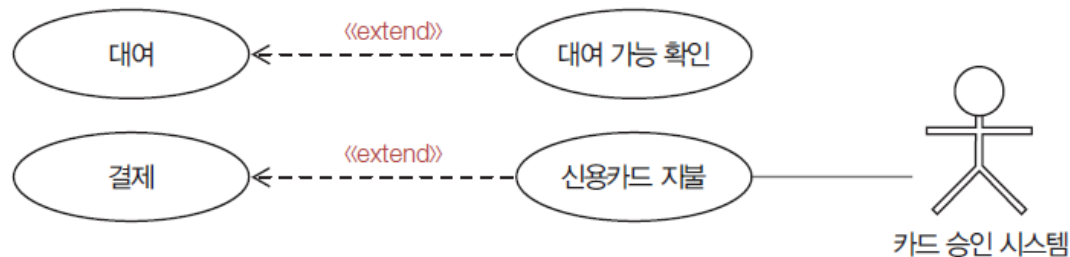 대여
《extend》
대여 가능 확인
결제
《extend》
신용카드 지불
카드 승인 시스템